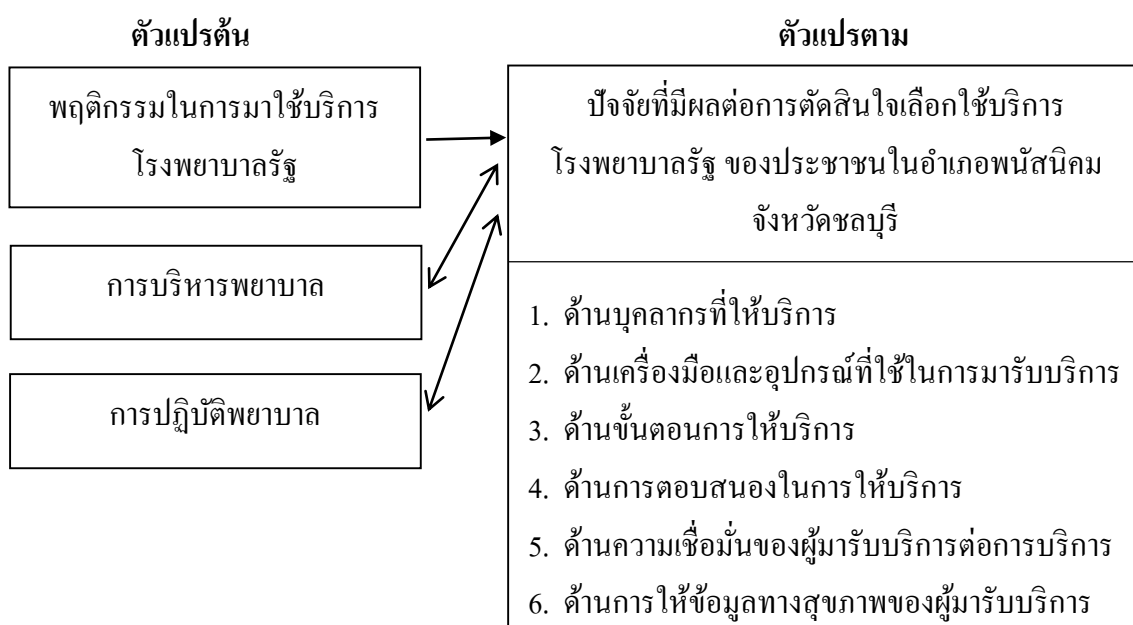 ตัวแปรต้น
พฤติกรรมในการมาใช้บริการ
โรงพยาบาลรัฐ
การบริหารพยาบาล
การปฏิบัติพยาบาล
ตัวแปรตาม
ปัจจัยที่มีผลต่อการตัดสินใจเลือกใช้บริการ
โรงพยาบาลรัฐ ของประชาชนในอำเภอพนัสนิคม
จังหวัดชลบุรี
1. ด้านบุคลากรที่ให้บริการ
2. ด้านเครื่องมือและอุปกรณ์ที่ใช้ในการมารับบริการ
3. ด้านขั้นตอนการให้บริการ
4. ด้านการตอบสนองในการให้บริการ
5. ด้านความเชื่อมั่นของผู้มารับบริการต่อการบริการ
6. ด้านการให้ข้อมูลทางสุขภาพของผู้มารับบริการ